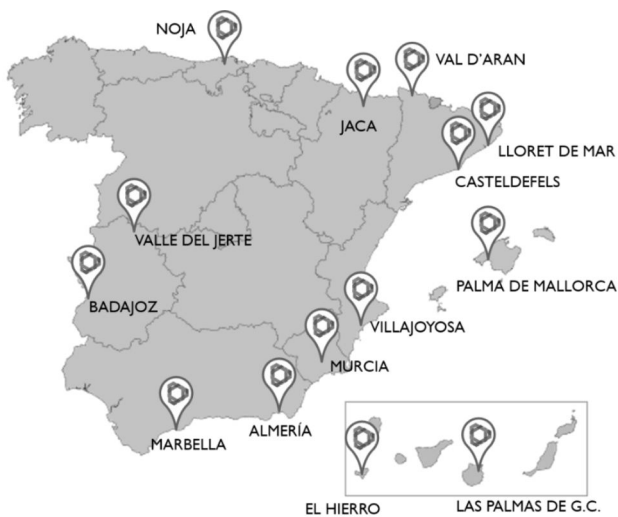 NOJA
VAL D'ARAN
JACA
LLORET DE MAR
CASTELDEFELS
VALLE DEL JERTE
PALMA DE MALLORCA
BADAJOZ
VILLAJOYOSA
MURCIA
ALMERÍA
MARBELLA
EL HIERRO
LAS PALMAS DE G.C.